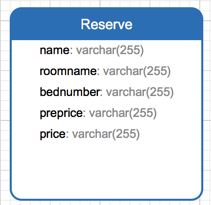 Reserve
name: varchar(255)
roomname: varchar(255)
bednumber: varchar(255)
preprice: varchar(255)
price: varchar(255)